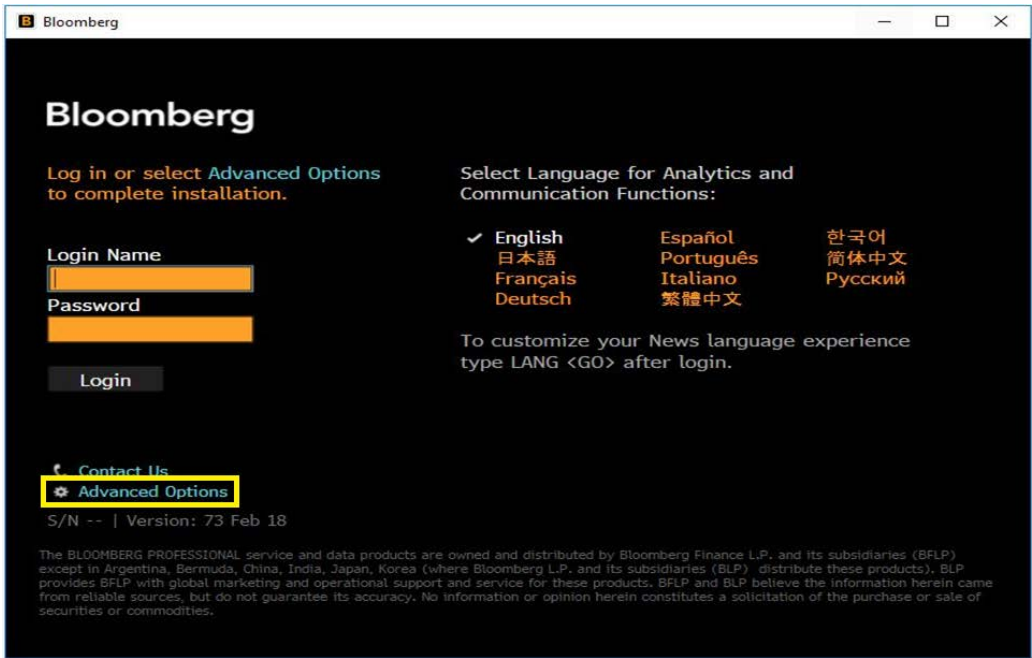 Bloomberg
Bloomberg
Log in or select Advanced Options
to complete installation.
Login Name
Password
Login
Select Language for Analytics and
Communication Functions:
English Español 한국어
日本語 Português 简体中文
Français Italiano Русский
Deutsch 繁體中文
To customize your News language experience
type LANG <GO> after login.
Contact Us
Advanced Options
S/N -- | Version: 73 Feb 18
The BLOOMBERG PROFESSIONAL service and data products are owned and distributed by Bloomberg Finance L.P. and its subsidiaries (BFLP)
except in Argentina, Bermuda, China, India, Japan, Korea (where Bloomberg L.P. and its subsidiaries (BLP) distribute these products). BLP
provides BFLP with global marketing and operational support and service for these products. BFLP and BLP believe the information herein came
from reliable sources, but do not guarantee its accuracy. No information or opinion herein constitutes a solicitation of the purchase or sale of
securities or commodities.